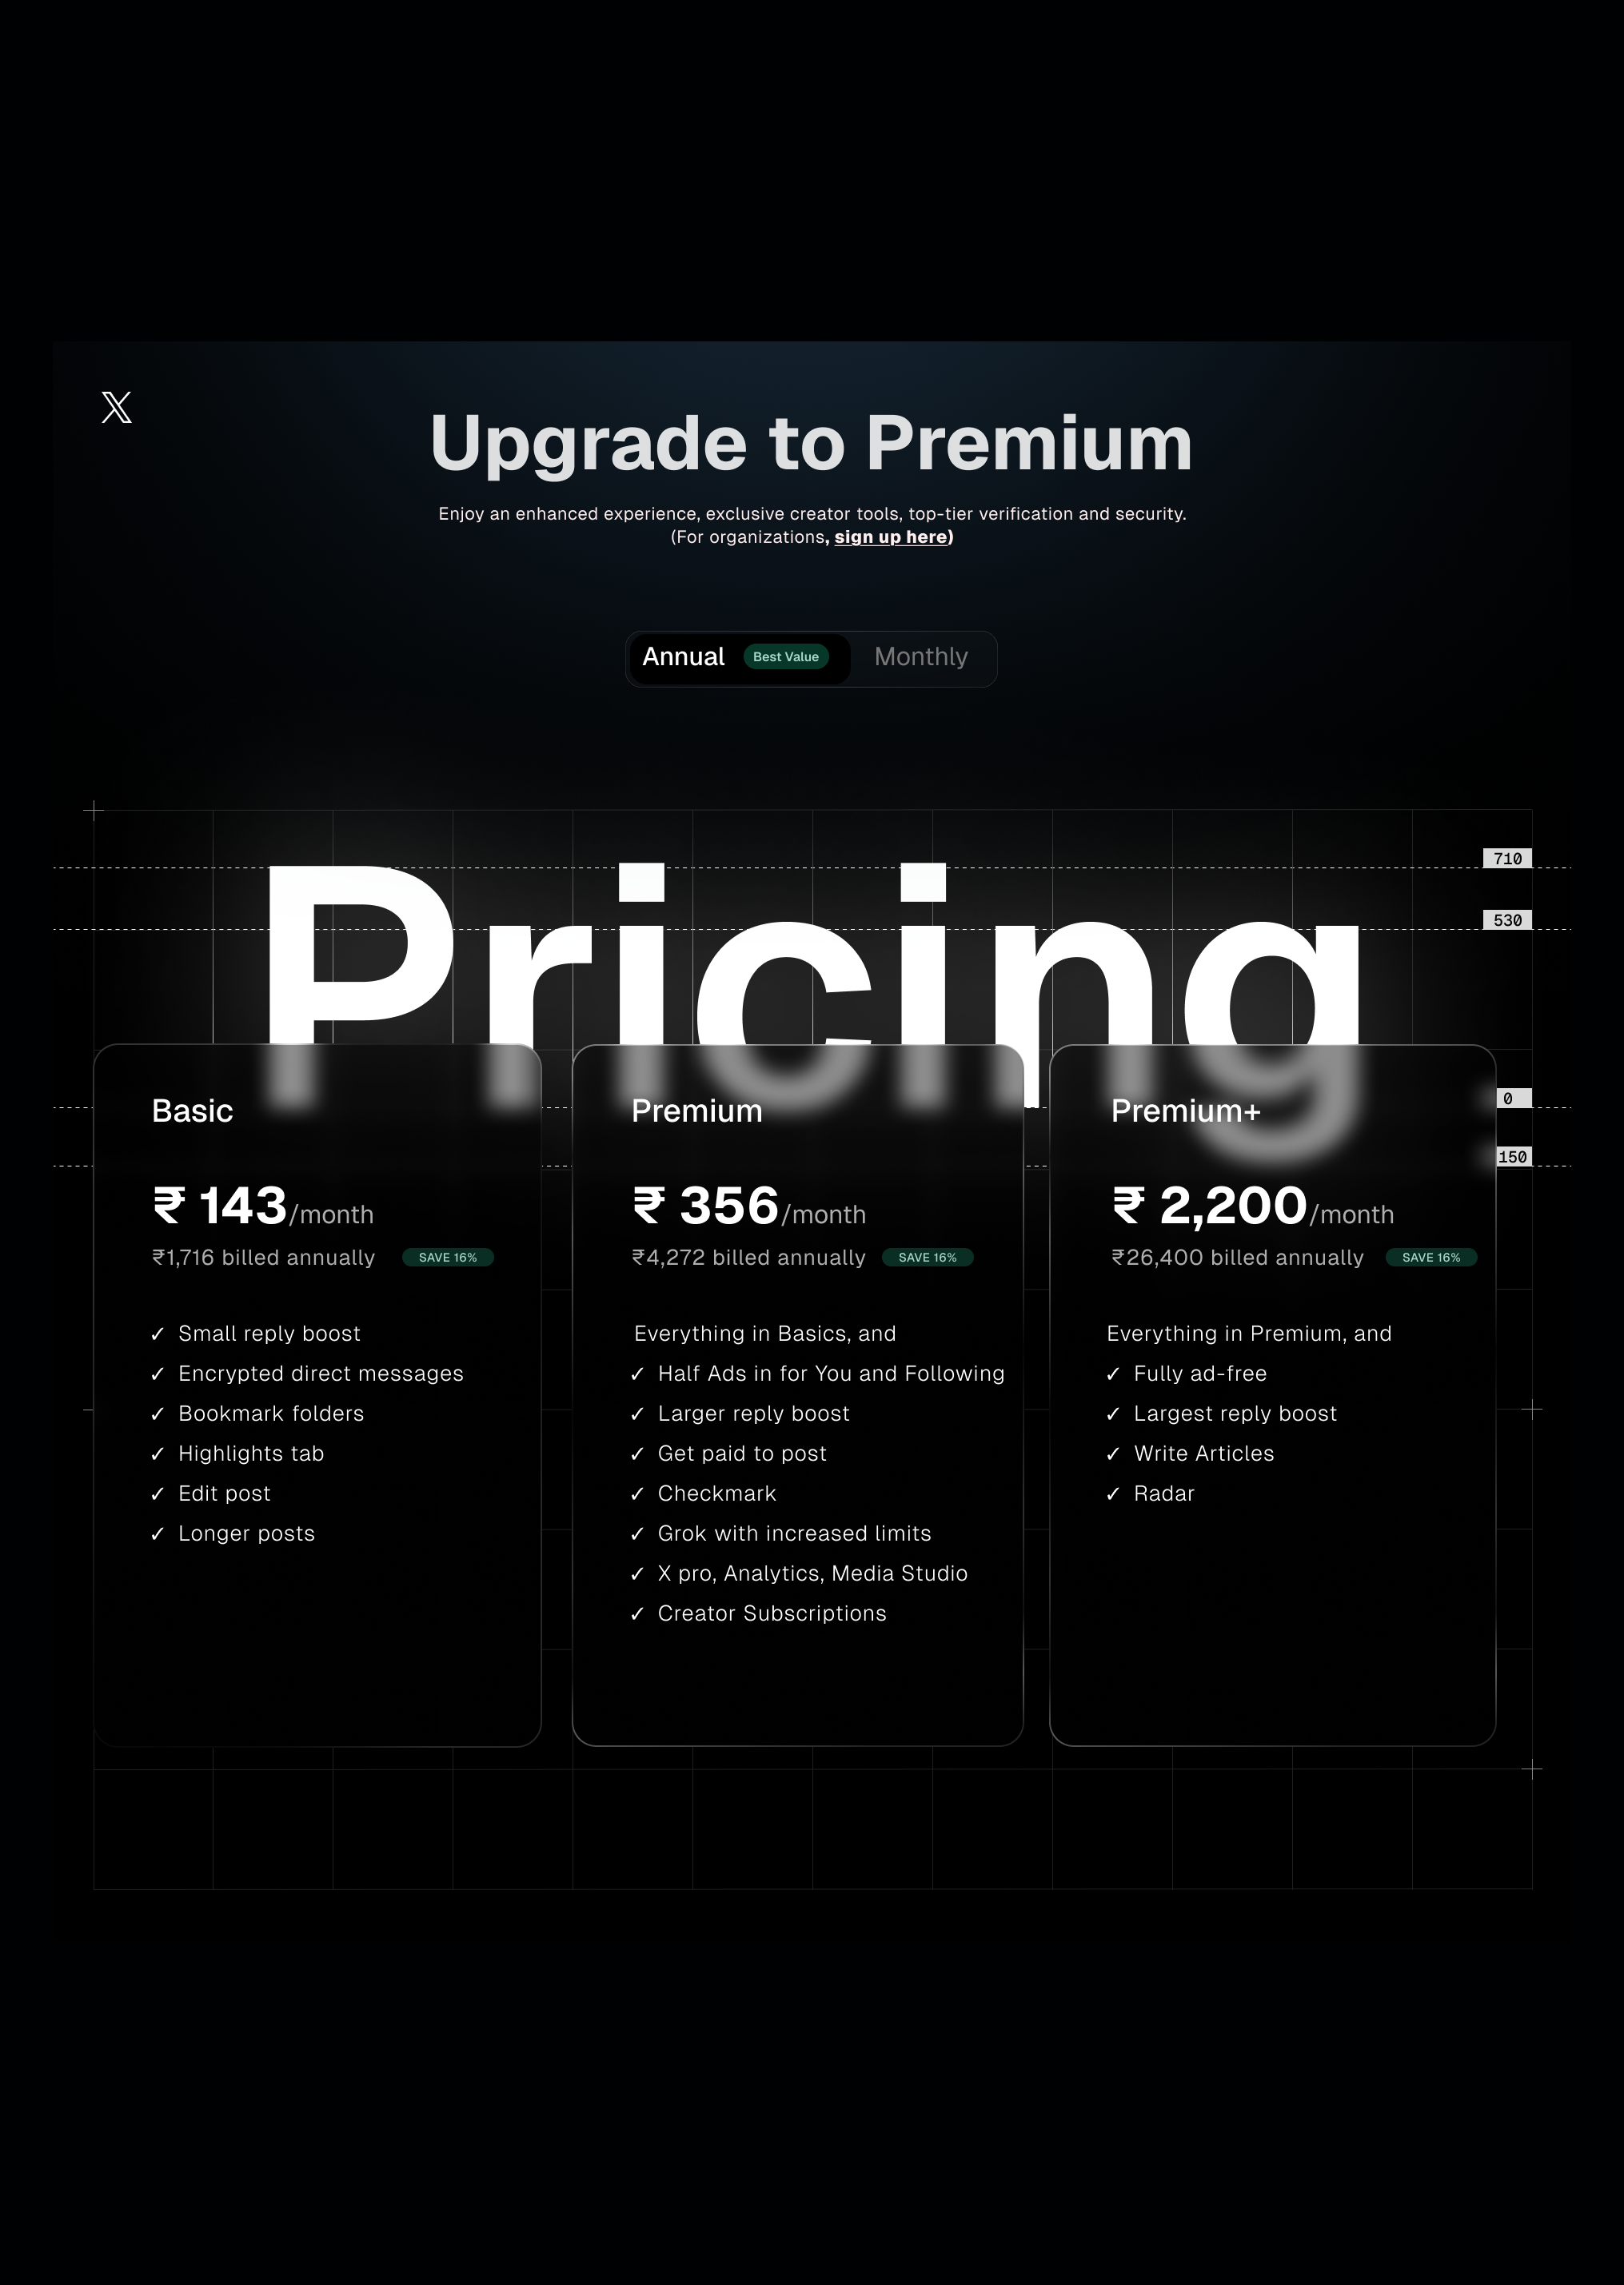 𝕏
Upgrade to Premium
Enjoy an enhanced experience, exclusive creator tools, top-tier verification and security.
(For organizations, sign up here)
Annual Best Value Monthly
710
530
Pricing
0
150
Basic
₹ 143/month
₹1,716 billed annually SAVE 16%
✓ Small reply boost
✓ Encrypted direct messages
✓ Bookmark folders
✓ Highlights tab
✓ Edit post
✓ Longer posts
Premium
₹ 356/month
₹4,272 billed annually SAVE 16%
Everything in Basics, and
✓ Half Ads in for You and Following
✓ Larger reply boost
✓ Get paid to post
✓ Checkmark
✓ Grok with increased limits
✓ X pro, Analytics, Media Studio
✓ Creator Subscriptions
Premium+
₹ 2,200/month
₹26,400 billed annually SAVE 16%
Everything in Premium, and
✓ Fully ad-free
✓ Largest reply boost
✓ Write Articles
✓ Radar